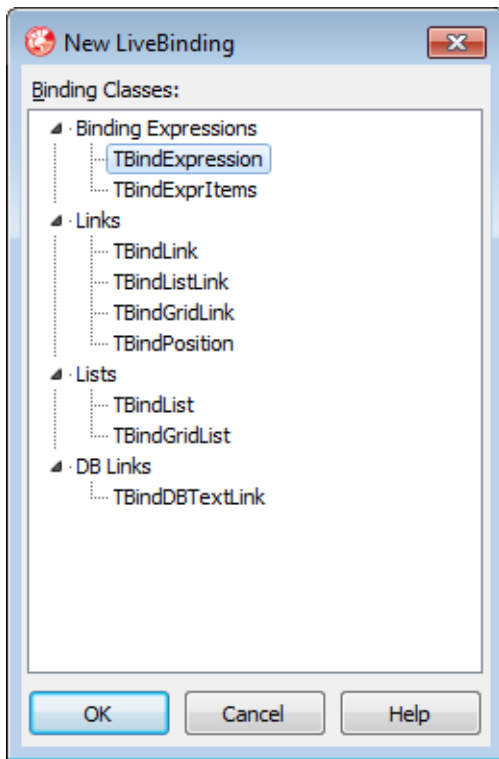 New LiveBinding
Binding Classes:
Binding Expressions
TBindExpression
TBindExprItems
Links
TBindLink
TBindListLink
TBindGridLink
TBindPosition
Lists
TBindList
TBindGridList
DB Links
TBindDBTextLink
OK Cancel Help